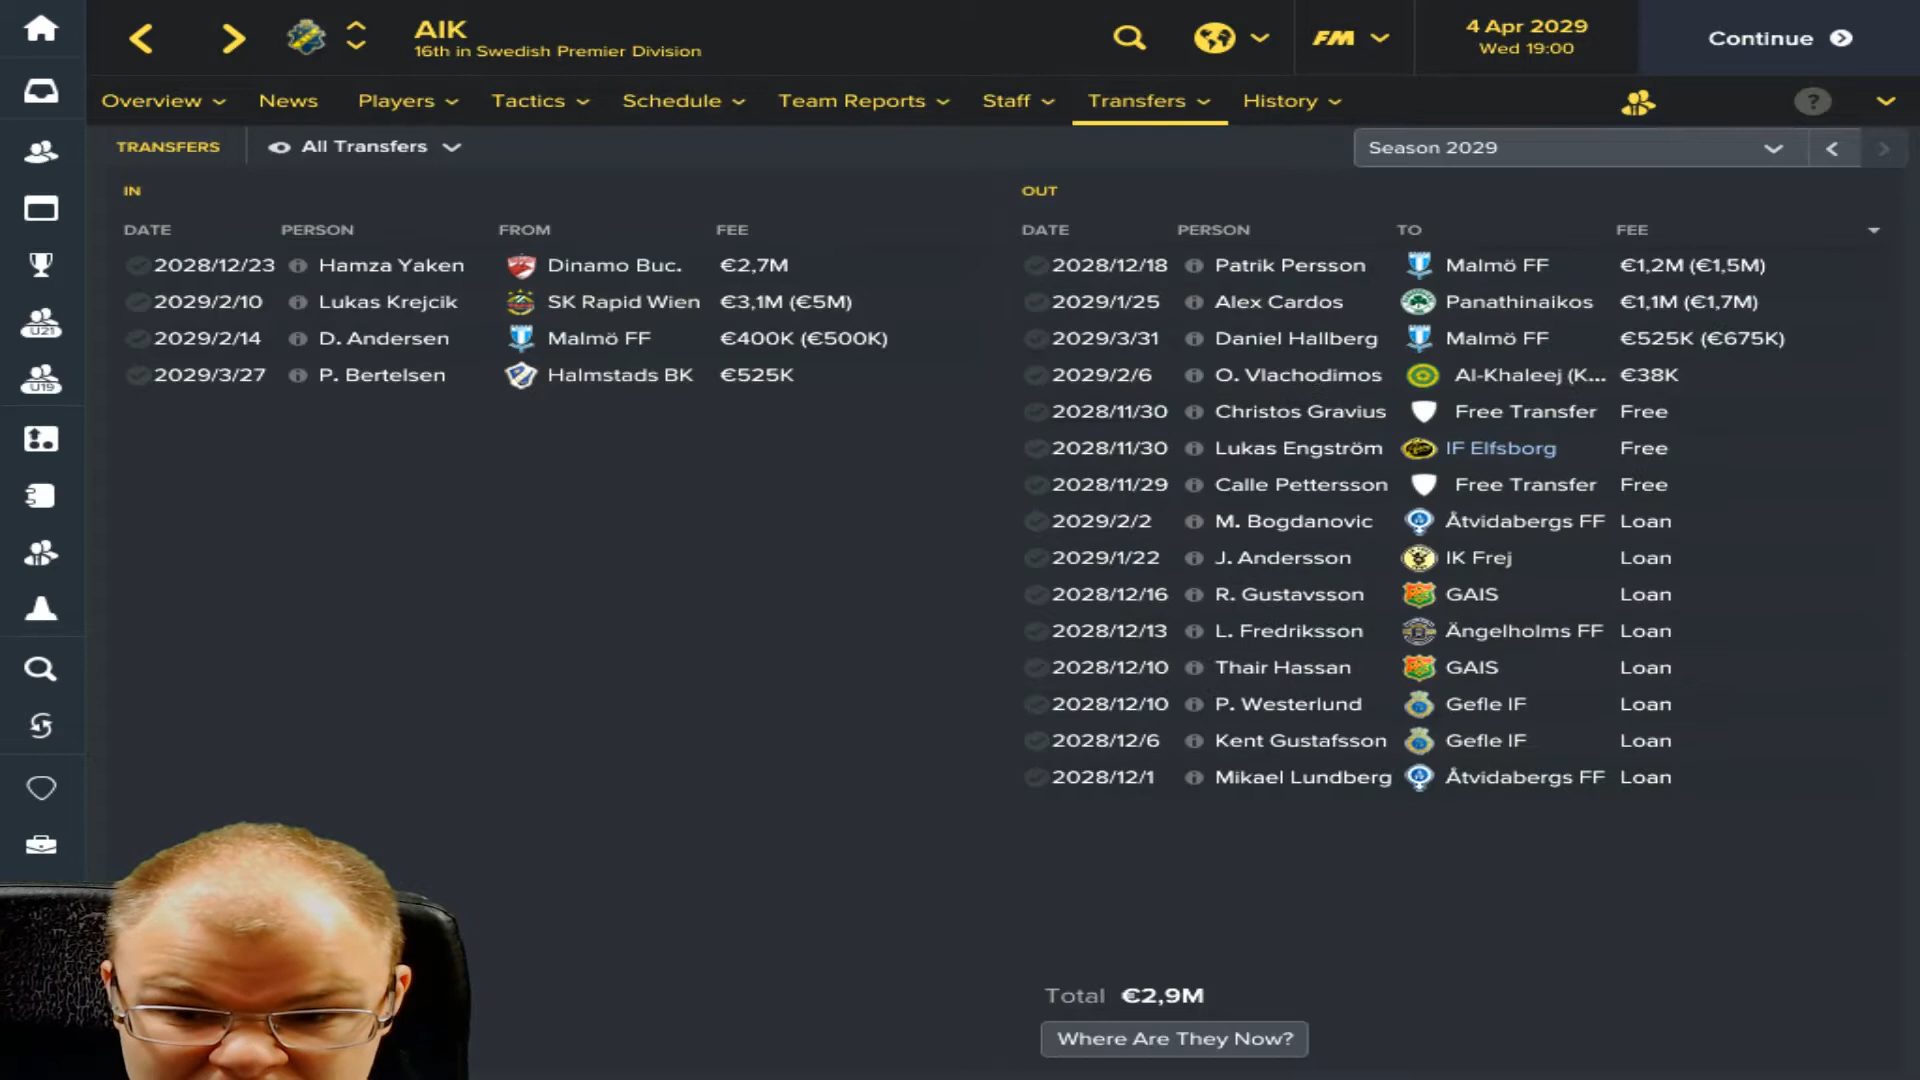 AIK
16th in Swedish Premier Division
FM
4 Apr 2029
Wed 19:00
Continue
Overview News Players Tactics Schedule Team Reports Staff Transfers History
?
TRANSFERS All Transfers
Season 2029
IN
DATE PERSON FROM FEE
2028/12/23 Hamza Yaken Dinamo Buc. €2,7M
2029/2/10 Lukas Krejcik SK Rapid Wien €3,1M (€5M)
2029/2/14 D. Andersen Malmö FF €400K (€500K)
2029/3/27 P. Bertelsen Halmstads BK €525K
OUT
DATE PERSON TO FEE
2028/12/18 Patrik Persson Malmö FF €1,2M (€1,5M)
2029/1/25 Alex Cardos Panathinaikos €1,1M (€1,7M)
2029/3/31 Daniel Hallberg Malmö FF €525K (€675K)
2029/2/6 O. Vlachodimos Al-Khaleej (K... €38K
2028/11/30 Christos Gravius Free Transfer Free
2028/11/30 Lukas Engström IF Elfsborg Free
2028/11/29 Calle Pettersson Free Transfer Free
2029/2/2 M. Bogdanovic Åtvidabergs FF Loan
2029/1/22 J. Andersson IK Frej Loan
2028/12/16 R. Gustavsson GAIS Loan
2028/12/13 L. Fredriksson Ängelholms FF Loan
2028/12/10 Thair Hassan GAIS Loan
2028/12/10 P. Westerlund Gefle IF Loan
2028/12/6 Kent Gustafsson Gefle IF Loan
2028/12/1 Mikael Lundberg Åtvidabergs FF Loan
Total €2,9M
Where Are They Now?
U21
U19